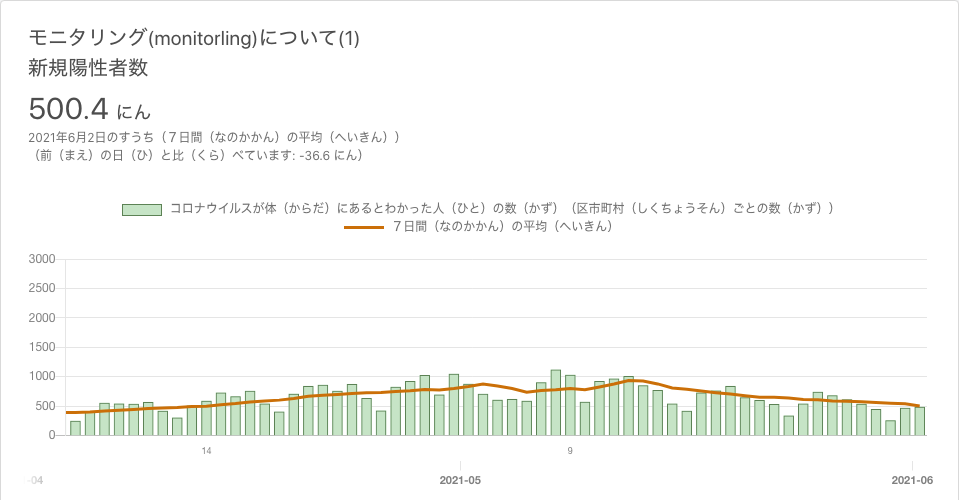 モニタリング(monitorling)について(1)
新規陽性者数
500.4 にん
2021年6月2日のすうち（７日間（なのかかん）の平均（へいきん））
（前（まえ）の日（ひ）と比（くら）べています: -36.6 にん）
コロナウイルスが体（からだ）にあるとわかった人（ひと）の数（かず）（区市町村（しくちょうそん）ごとの数（かず））
７日間（なのかかん）の平均（へいきん）
3000
2500
2000
1500
1000
500
0
14 9
-04 2021-05 2021-06